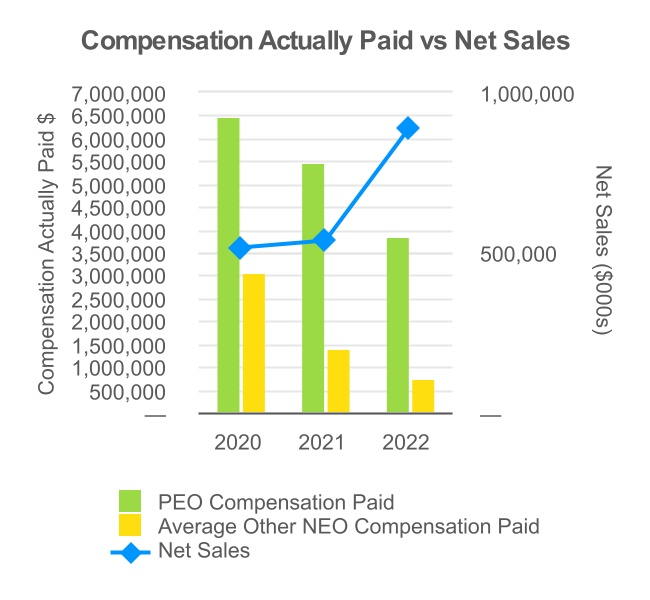 Compensation Actually Paid vs Net Sales
Compensation Actually Paid $
7,000,000
6,500,000
6,000,000
5,500,000
5,000,000
4,500,000
4,000,000
3,500,000
3,000,000
2,500,000
2,000,000
1,500,000
1,000,000
500,000
—
1,000,000
500,000
—
Net Sales ($000s)
2020 2021 2022
PEO Compensation Paid
Average Other NEO Compensation Paid
Net Sales